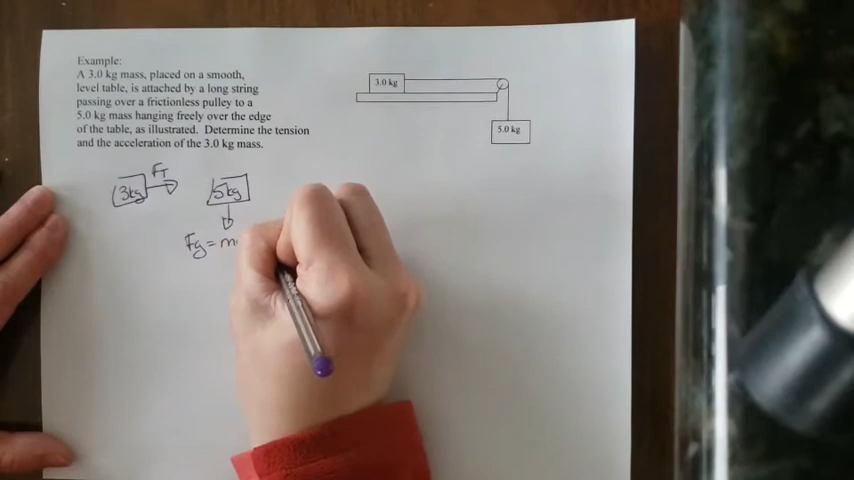 Example:
A 3.0 kg mass, placed on a smooth,
level table, is attached by a long string
passing over a frictionless pulley to a
5.0 kg mass hanging freely over the edge
of the table, as illustrated. Determine the tension
and the acceleration of the 3.0 kg mass.
3.0 kg
5.0 kg
FT
3kg
5kg
Fg = m